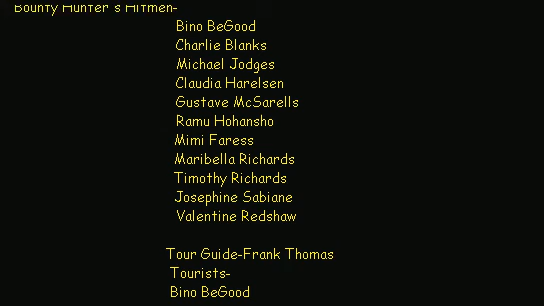 Bounty Hunter's Hitmen-
Bino BeGood
Charlie Blanks
Michael Jodges
Claudia Harelsen
Gustave McSarells
Ramu Hohansho
Mimi Faress
Maribella Richards
Timothy Richards
Josephine Sabiane
Valentine Redshaw
Tour Guide-Frank Thomas
Tourists-
Bino BeGood